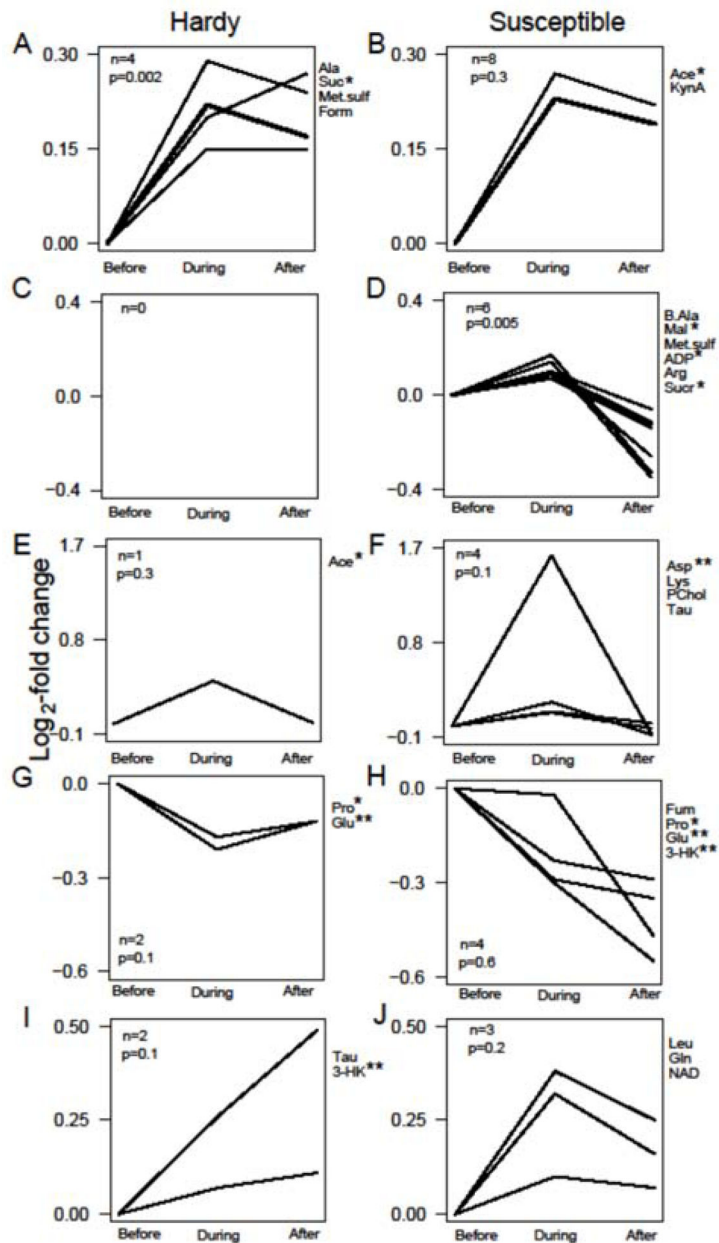 Hardy
Susceptible
A
0.30
0.15
0.00
n=4
p=0.002
Ala
Suc*
Met.sulf
Form
Before During After
B
0.30
0.15
0.00
n=8
p=0.3
Ace*
KynA
Before During After
C
0.4
0.0
−0.4
n=0
Before During After
D
0.4
0.0
−0.4
n=6
p=0.005
B.Ala
Mal*
Met.sulf
ADP*
Arg
Sucr*
Before During After
Log2-fold change
E
1.7
0.8
−0.1
n=1
p=0.3
Ace*
Before During After
F
1.7
0.8
−0.1
n=4
p=0.1
Asp**
Lys
PChol
Tau
Before During After
G
0.0
−0.3
−0.6
n=2
p=0.1
Pro*
Glu**
Before During After
H
0.0
−0.3
−0.6
n=4
p=0.6
Fum
Pro*
Glu**
3-HK**
Before During After
I
0.50
0.25
0.00
n=2
p=0.1
Tau
3-HK**
Before During After
J
0.50
0.25
0.00
n=3
p=0.2
Leu
Gln
NAD
Before During After